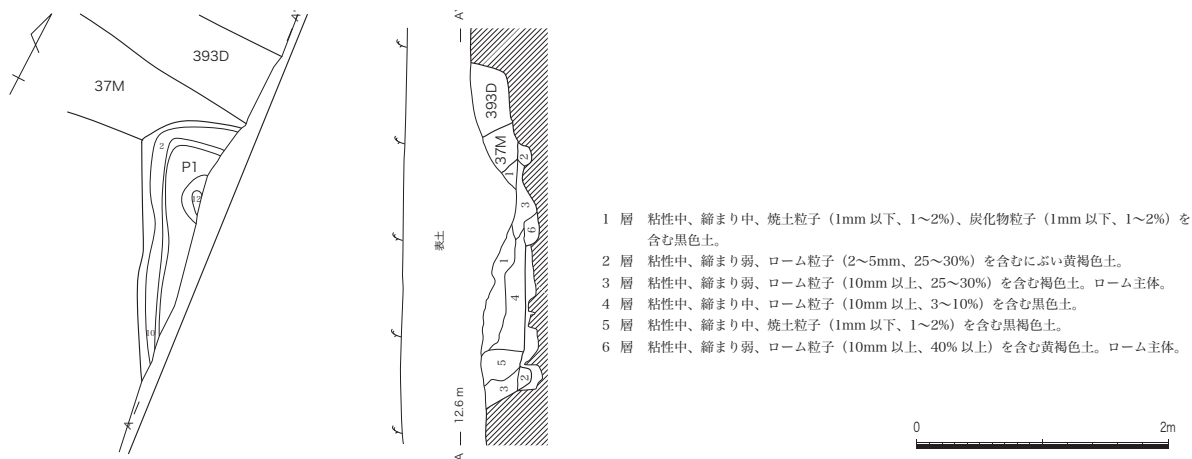 A'
393D
37M
2
P1
12
10
A
A'
393D
37M
2
1
3
6
表土
1
4
5
2
3
A — 12.6 m
1 層 粘性中、締まり中、焼土粒子（1mm 以下、1〜2%）、炭化物粒子（1mm 以下、1〜2%）を
含む黒色土。
2 層 粘性中、締まり弱、ローム粒子（2〜5mm、25〜30%）を含むにぶい黄褐色土。
3 層 粘性中、締まり弱、ローム粒子（10mm 以上、25〜30%）を含む褐色土。ローム主体。
4 層 粘性中、締まり中、ローム粒子（10mm 以上、3〜10%）を含む黒色土。
5 層 粘性中、締まり中、焼土粒子（1mm 以下、1〜2%）を含む黒褐色土。
6 層 粘性中、締まり弱、ローム粒子（10mm 以上、40% 以上）を含む黄褐色土。ローム主体。
0 2m